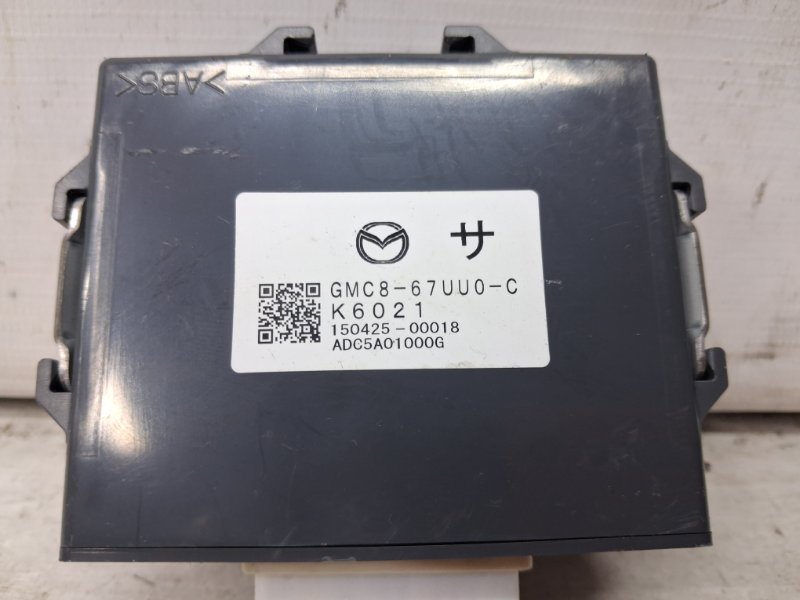 >ABS<
サ
GMC8-67UU0-C
K6021
150425-00018
ADC5A01000G